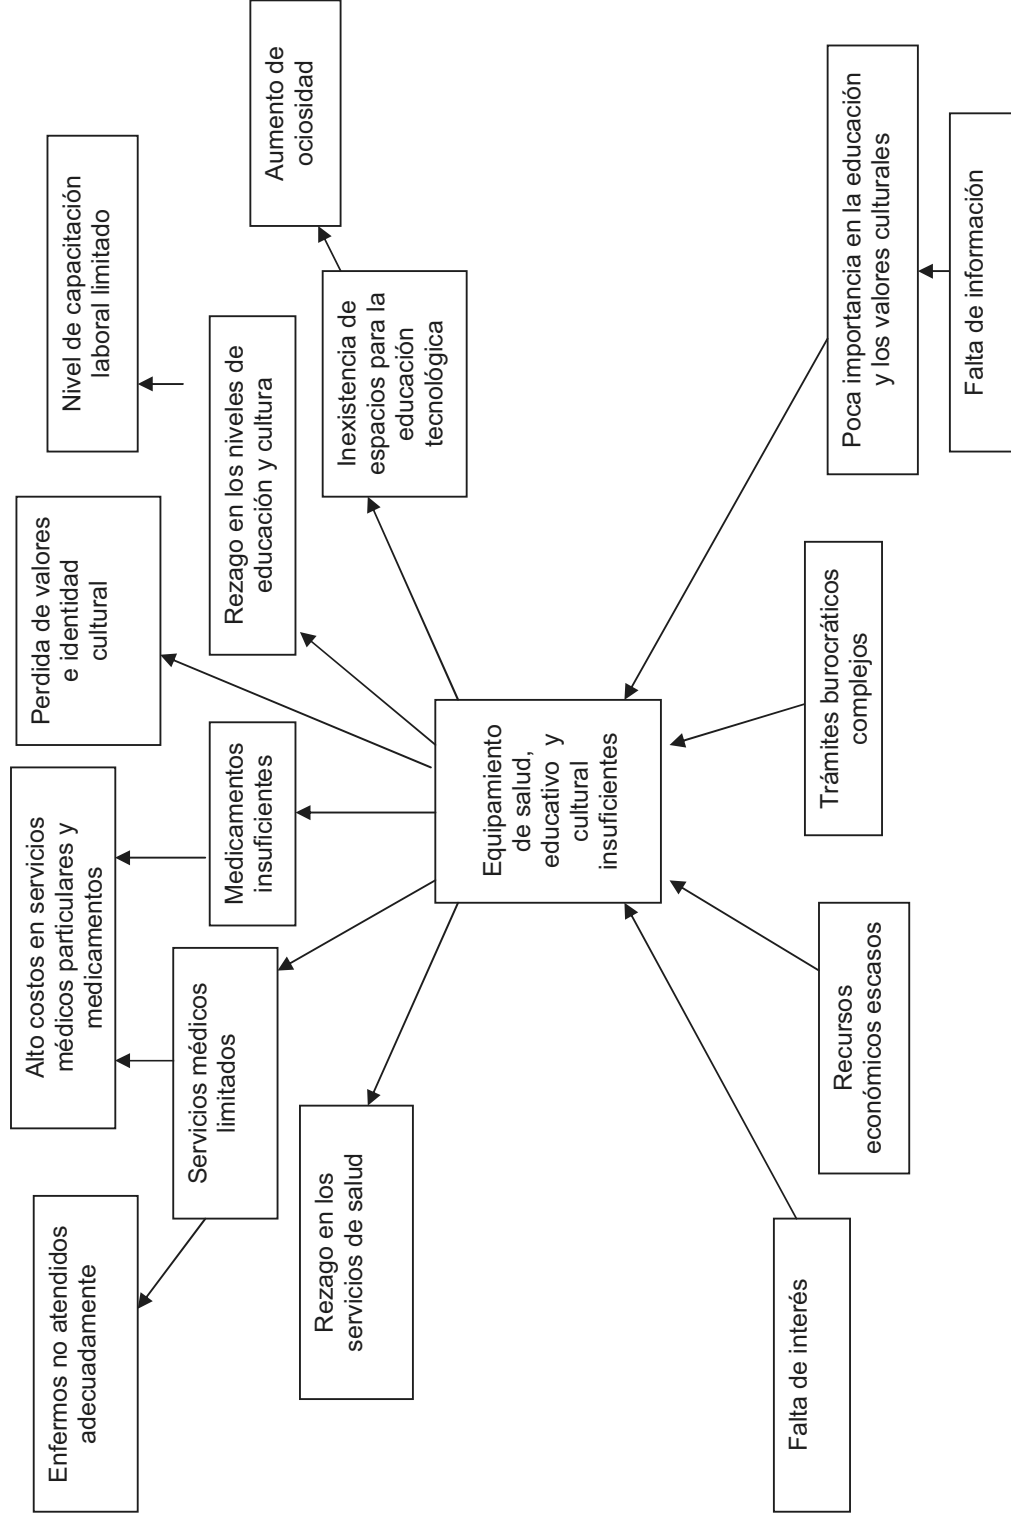 Enfermos no atendidos
adecuadamente
Alto costos en servicios
médicos particulares y
medicamentos
Perdida de valores
e identidad
cultural
Nivel de capacitación
laboral limitado
Servicios médicos
limitados
Medicamentos
insuficientes
Rezago en los niveles de
educación y cultura
Aumento de
ociosidad
Rezago en los
servicios de salud
Inexistencia de
espacios para la
educación
tecnológica
Equipamiento
de salud,
educativo y
cultural
insuficientes
Falta de interés
Recursos
económicos escasos
Trámites burocráticos
complejos
Poca importancia en la educación
y los valores culturales
Falta de información